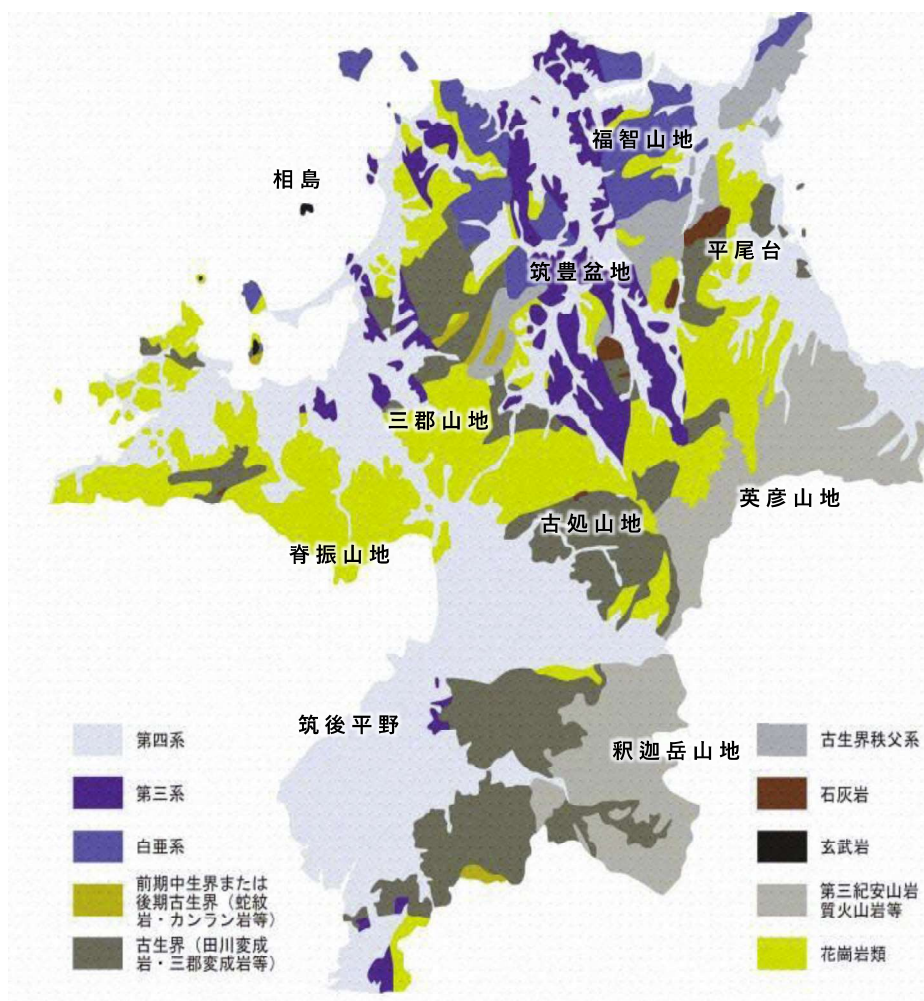 福智山地
相島
平尾台
筑豊盆地
三郡山地
英彦山地
古処山地
脊振山地
筑後平野
釈迦岳山地
第四系
第三系
白亜系
前期中生界または
後期古生界（蛇紋
岩・カンラン岩等）
古生界（田川変成
岩・三郡変成岩等）
古生界秩父系
石灰岩
玄武岩
第三紀安山岩
質火山岩等
花崗岩類